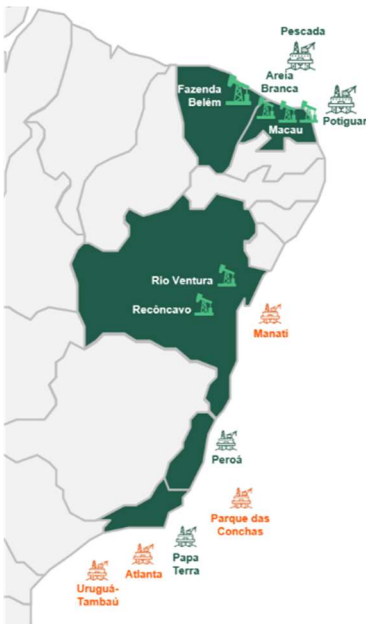 Pescada
Areia
Branca
Fazenda
Belém
Potiguar
Macau
Rio Ventura
Recôncavo
Manati
Peroá
Parque das
Conchas
Papa
Terra
Atlanta
Uruguá-
Tambaú